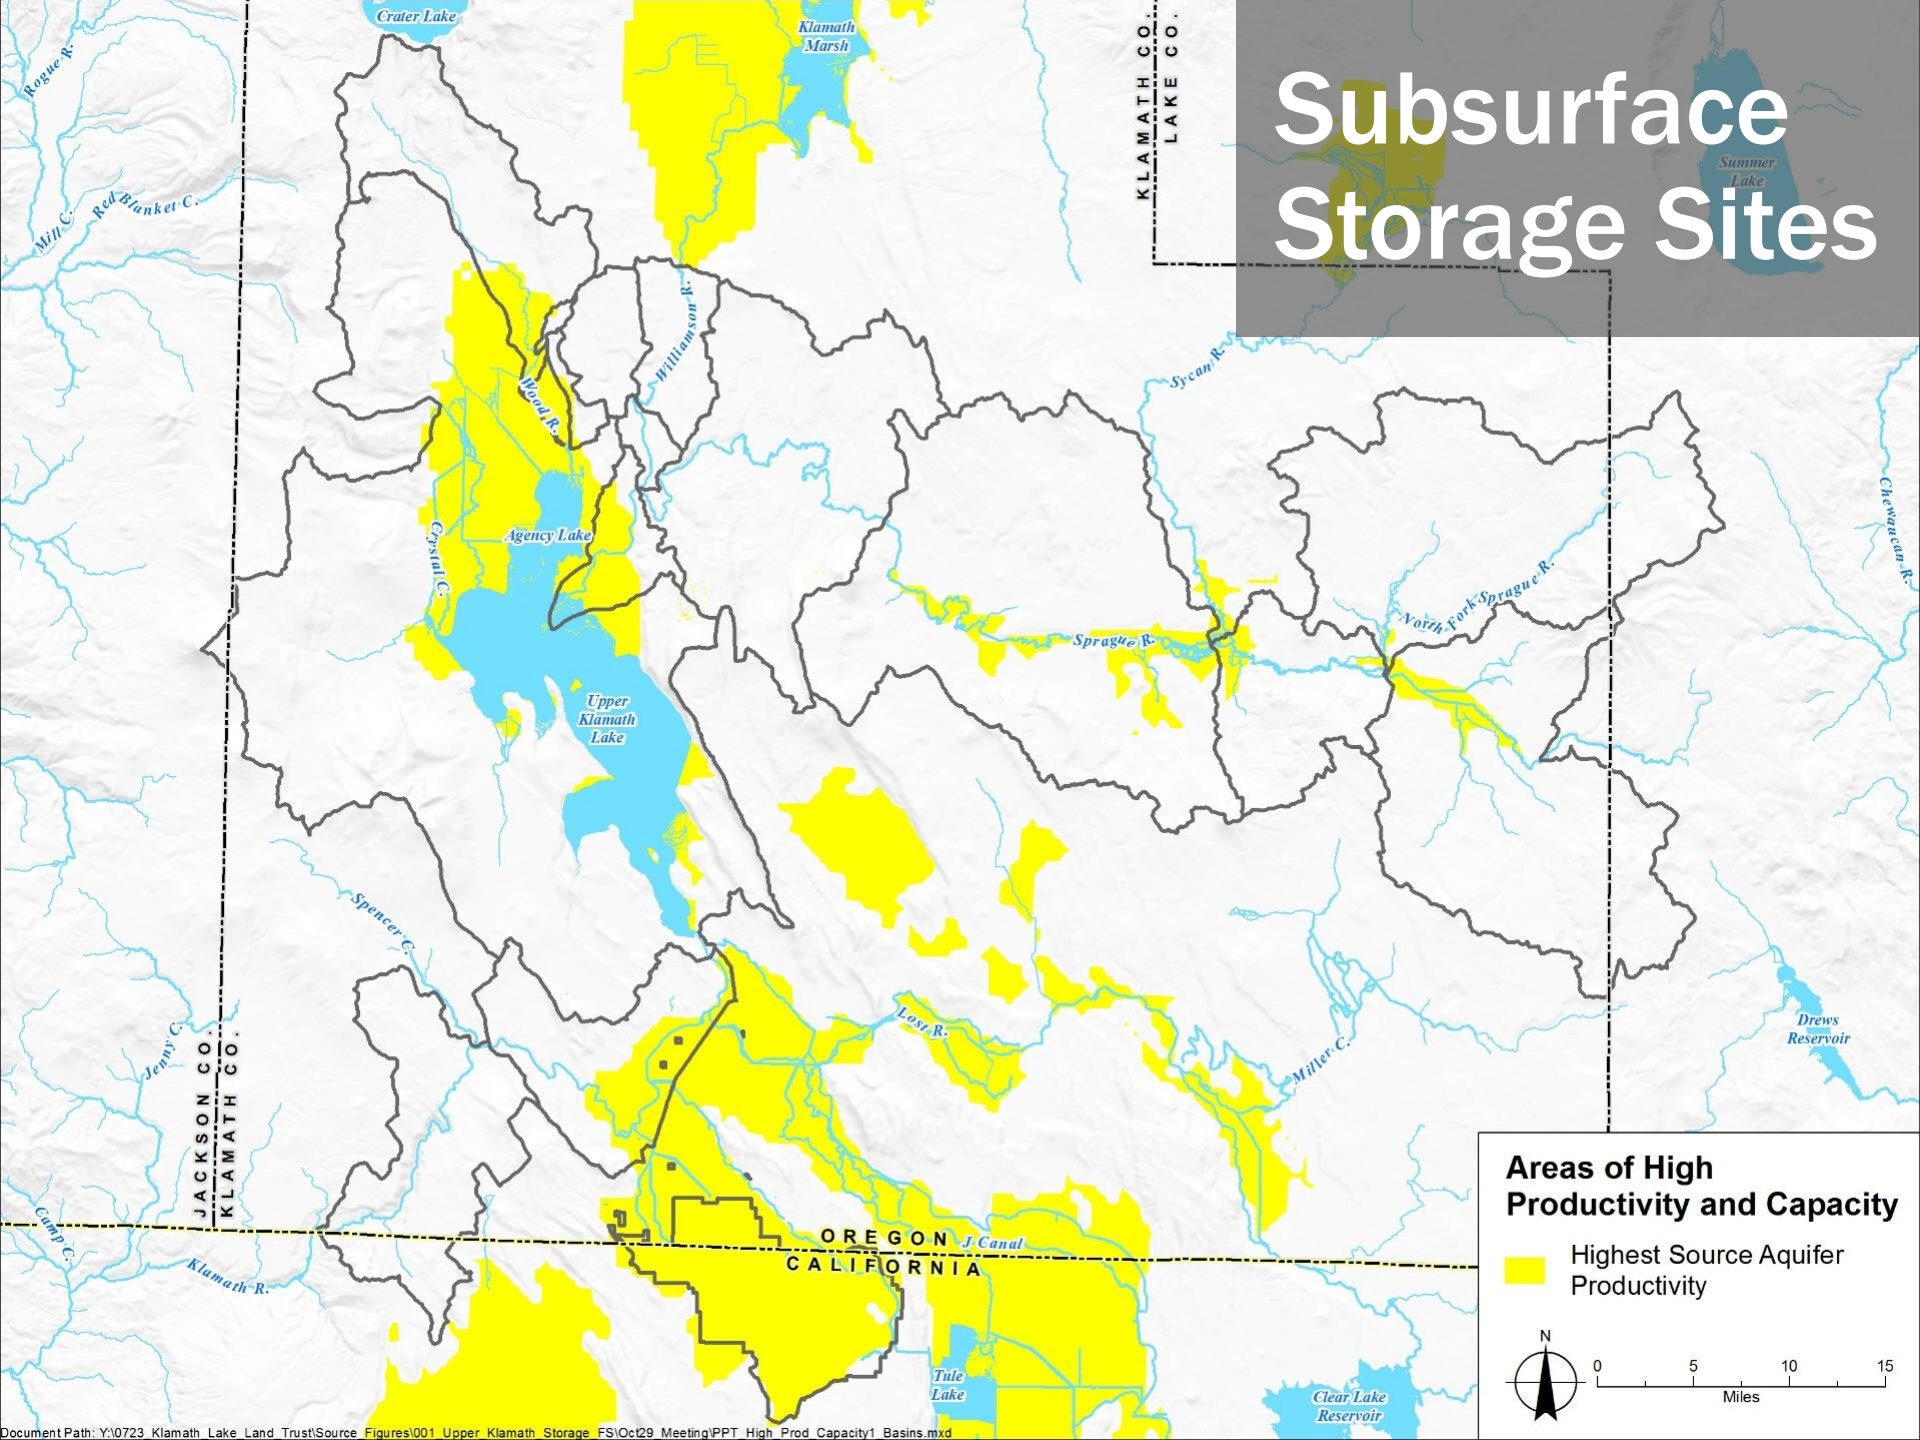 Subsurface
Storage Sites
Crater Lake
Klamath
Marsh
KLAMATH CO.
LAKE CO.
Summer
Lake
Rogue R.
Mill C.
Red Blanket C.
Williamson R.
Wood R.
Sycan R.
Crystal C.
Agency Lake
Chewaucan R.
North Fork Sprague R.
Sprague R.
Upper
Klamath
Lake
Spencer C.
Lost R.
Miller C.
Drews
Reservoir
Jenny C.
JACKSON CO.
KLAMATH CO.
Camp C.
Klamath R.
OREGON
J Canal
CALIFORNIA
Tule
Lake
Clear Lake
Reservoir
Areas of High
Productivity and Capacity
Highest Source Aquifer
Productivity
N
0 5 10 15
Miles
Document Path: Y:\0723_Klamath_Lake_Land_Trust\Source_Figures\001_Upper_Klamath_Storage_FS\Oct29_Meeting\PPT_High_Prod_Capacity1_Basins.mxd